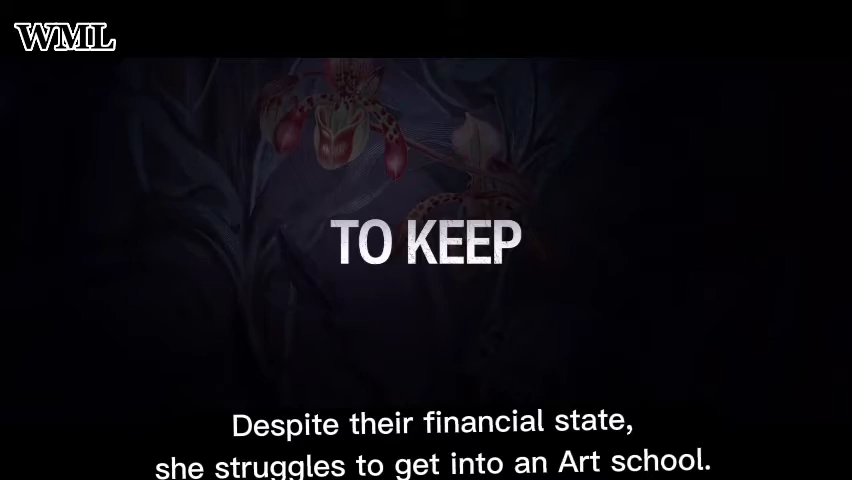 WML
TO KEEP
Despite their financial state,
she struggles to get into an Art school.